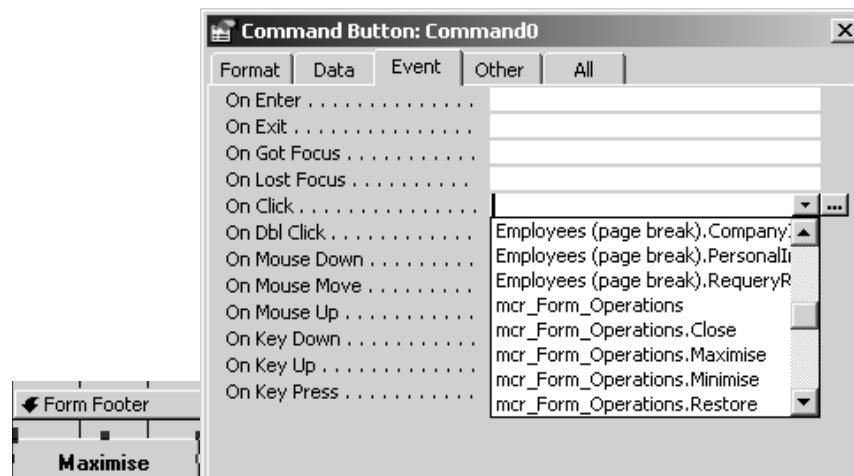 Command Button: Command0
Format Data Event Other All
On Enter . . . . . . . . . . . . . . .
On Exit . . . . . . . . . . . . . . . .
On Got Focus . . . . . . . . . . .
On Lost Focus . . . . . . . . . .
On Click . . . . . . . . . . . . . . . .
On Dbl Click . . . . . . . . . . . .
On Mouse Down . . . . . . . . .
On Mouse Move . . . . . . . . .
On Mouse Up . . . . . . . . . . .
On Key Down . . . . . . . . . . .
On Key Up . . . . . . . . . . . . .
On Key Press . . . . . . . . . . .
...
Employees (page break).Company
Employees (page break).PersonalI
Employees (page break).RequeryR
mcr_Form_Operations
mcr_Form_Operations.Close
mcr_Form_Operations.Maximise
mcr_Form_Operations.Minimise
mcr_Form_Operations.Restore
Form Footer
Maximise